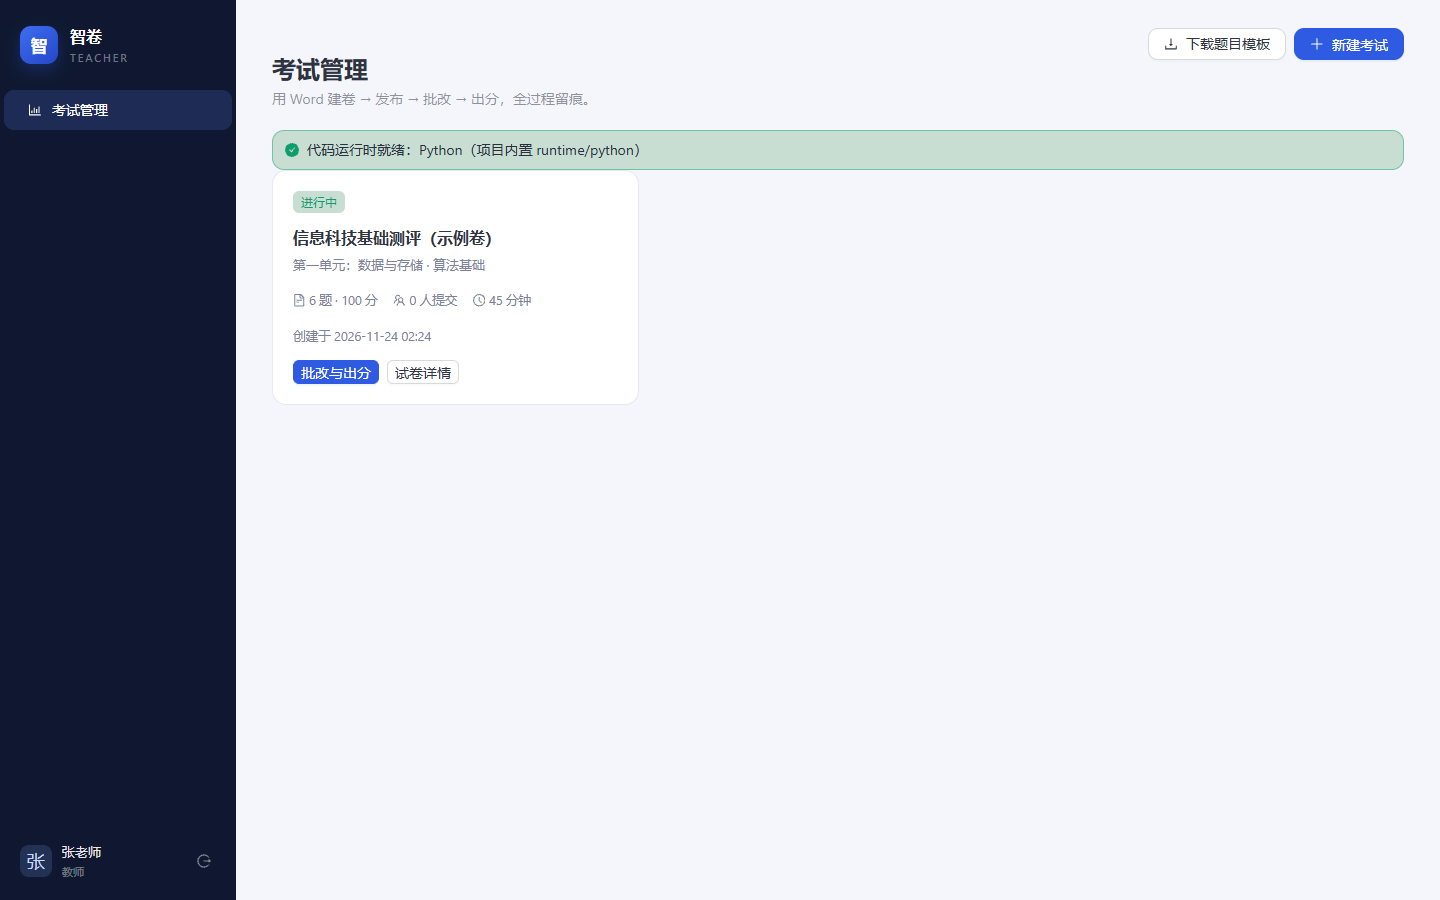 智
智卷
TEACHER
考试管理
张
张老师
教师
下载题目模板
新建考试
考试管理
用 Word 建卷 → 发布 → 批改 → 出分，全过程留痕。
代码运行时就绪：Python（项目内置 runtime/python）
进行中
信息科技基础测评（示例卷）
第一单元：数据与存储 · 算法基础
6 题 · 100 分 0 人提交 45 分钟
创建于 2026-11-24 02:24
批改与出分 试卷详情